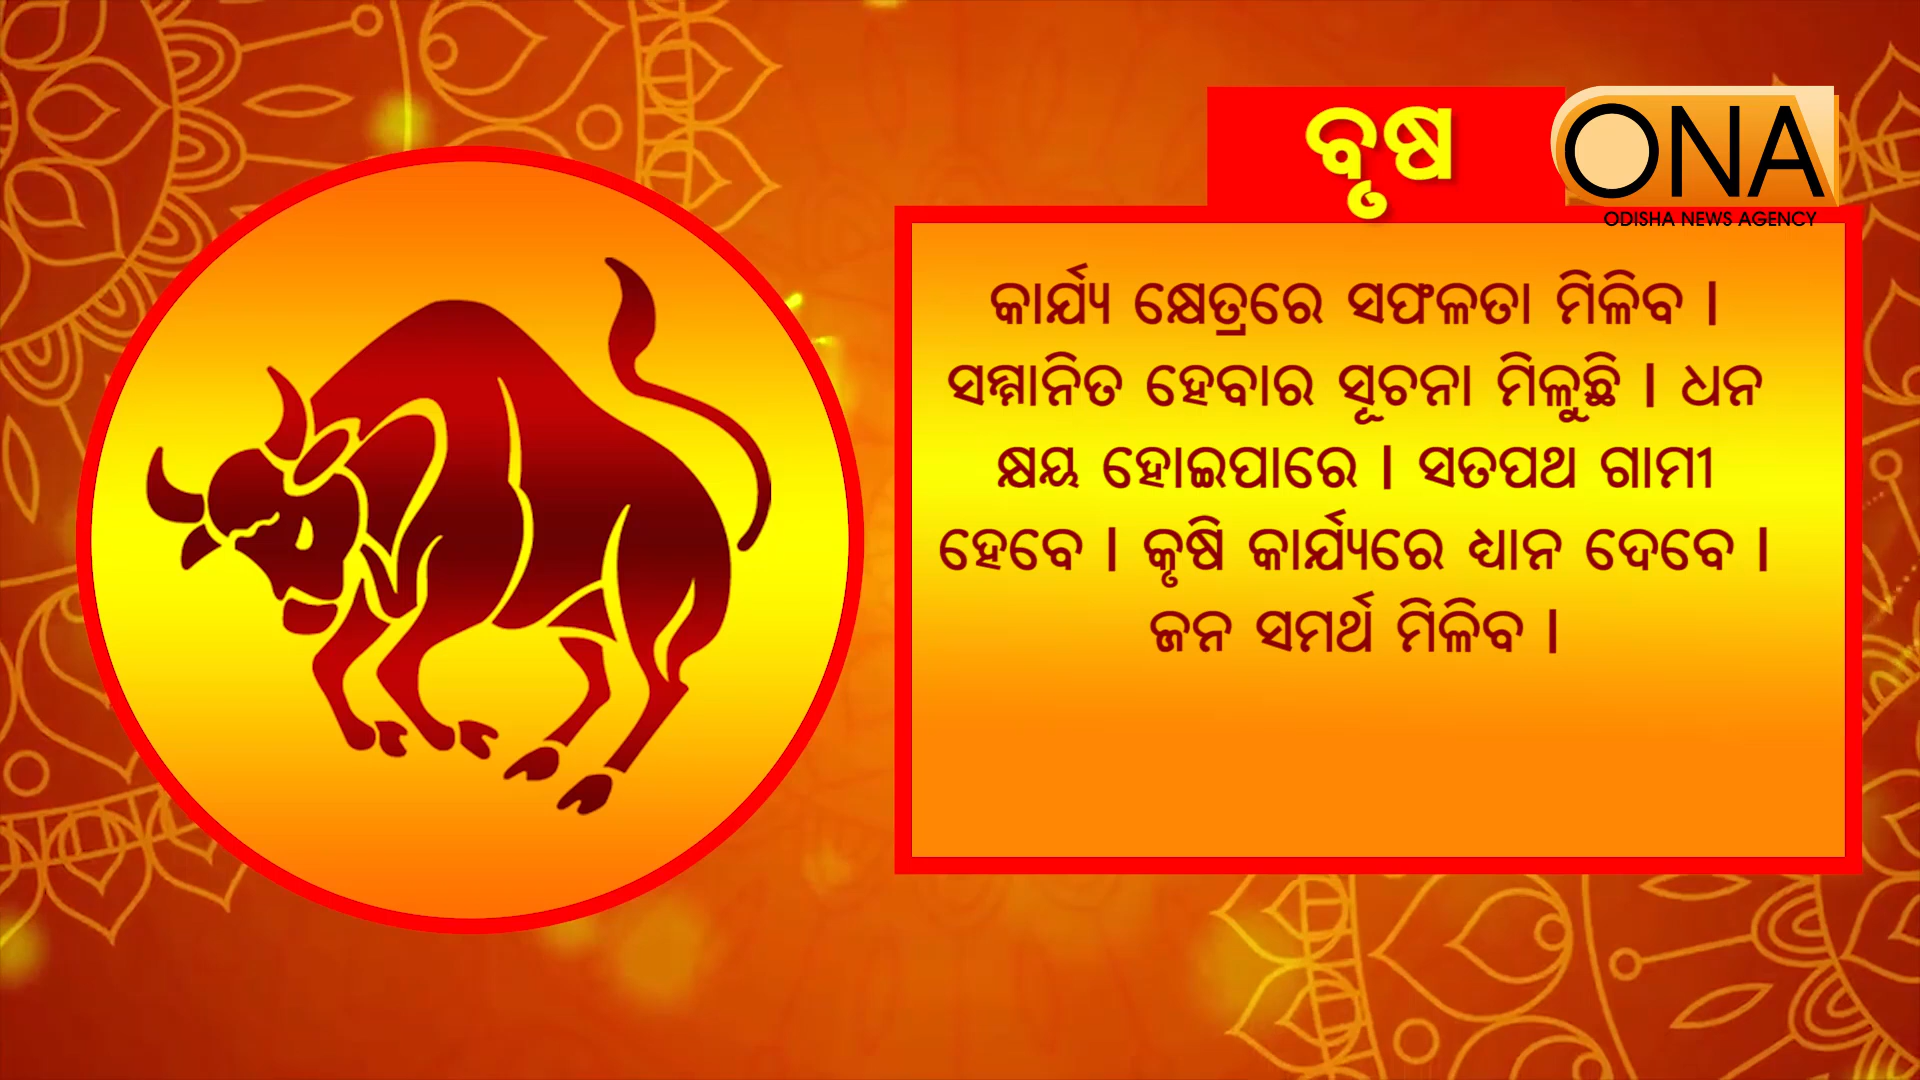 ବୃଷ
ONA
ODISHA NEWS AGENCY
କାର୍ଯ୍ୟ କ୍ଷେତ୍ରରେ ସଫଳତା ମିଳିବ ।
ସମ୍ମାନିତ ହେବାର ସୂଚନା ମିଳୁଛି । ଧନ
କ୍ଷୟ ହୋଇପାରେ । ସତପଥ ଗାମୀ
ହେବେ । କୃଷି କାର୍ଯ୍ୟରେ ଧ୍ୟାନ ଦେବେ ।
ଜନ ସମର୍ଥ ମିଳିବ ।